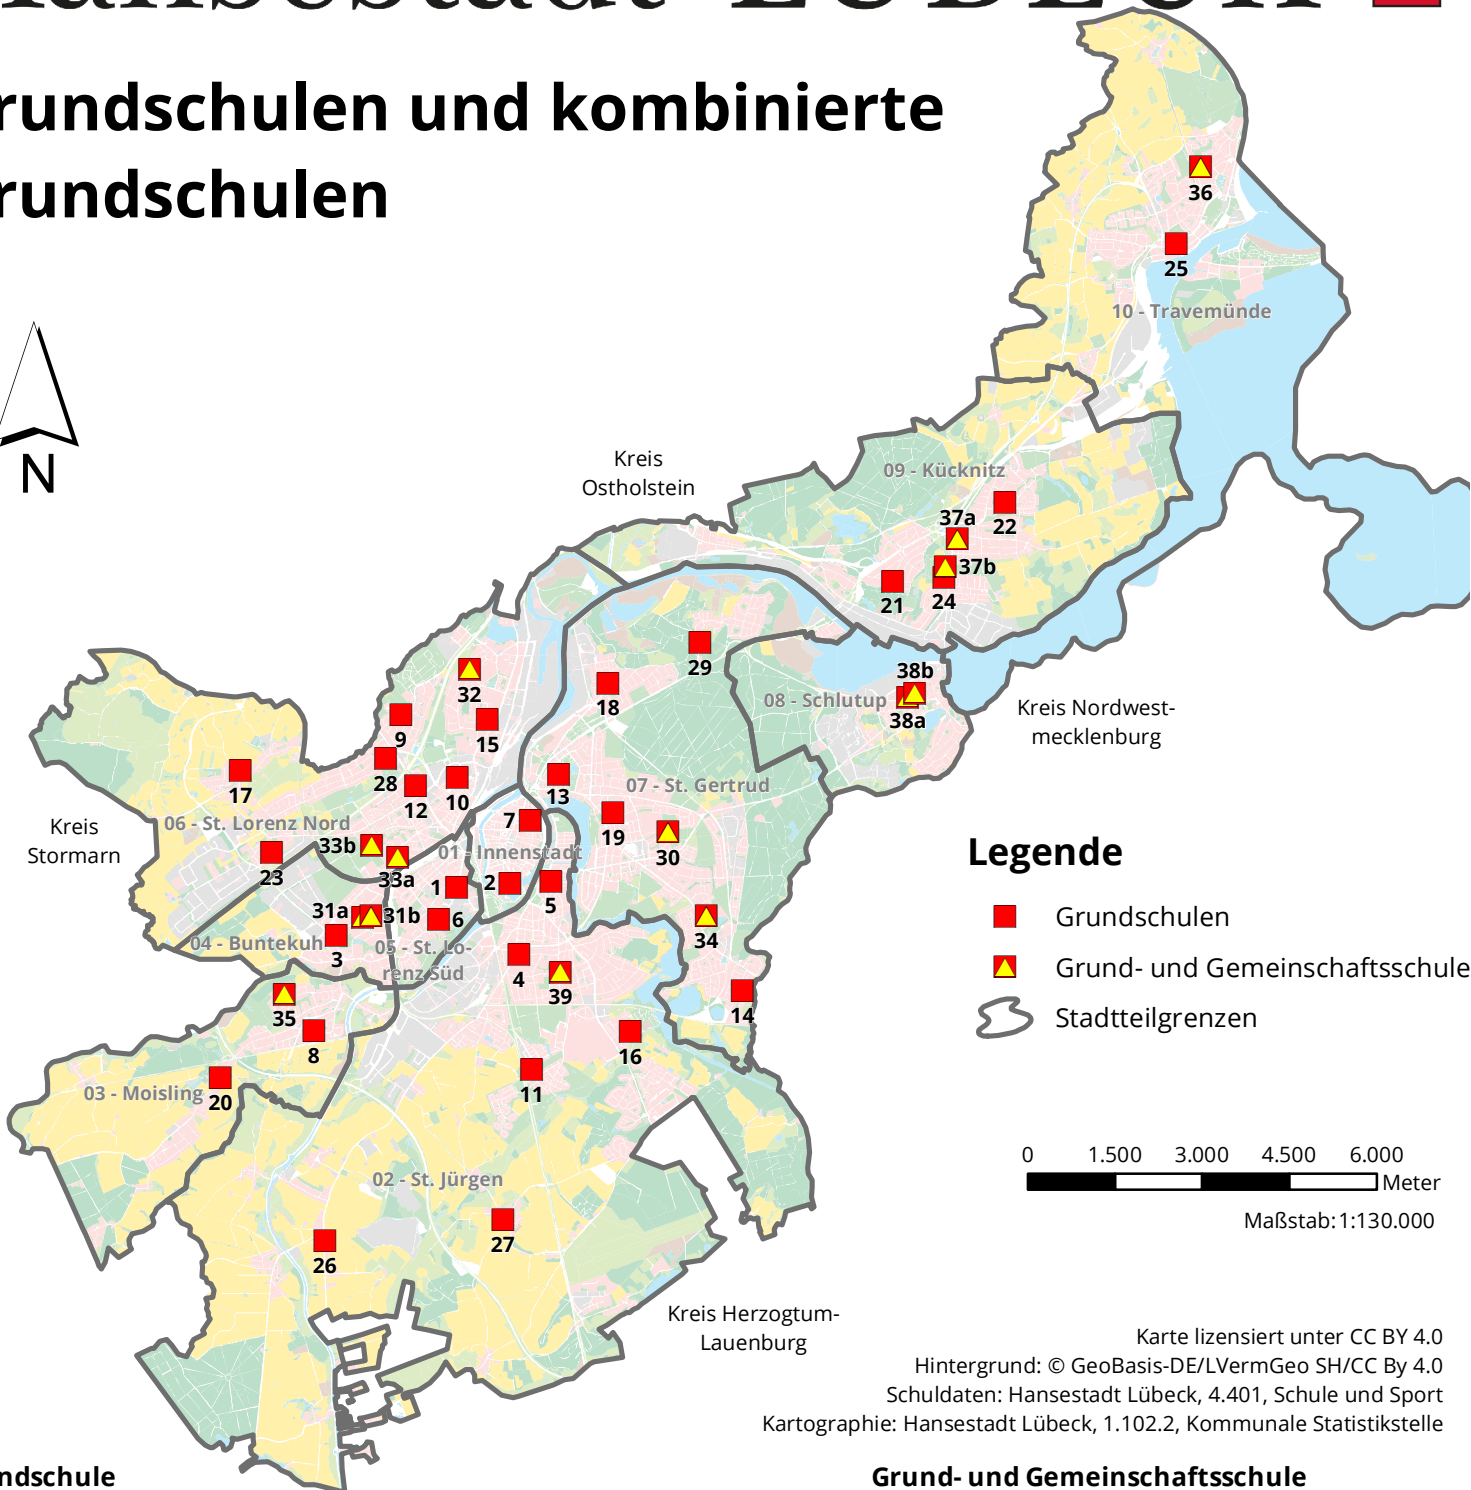 Hansestadt LÜBECK
rundschulen und kombinierte
rundschulen
N
36
25
10 - Travemünde
Kreis
Ostholstein
09 - Kücknitz
22
37a
37b
21
24
29
32
18
38b
08 - Schlutup
38a
Kreis Nordwest-
mecklenburg
9
15
28
17
12
10
13
07 - St. Gertrud
7
19
30
06 - St. Lorenz Nord
Kreis
Stormarn
33b
01 - Innenstadt
33a
23
1
2
5
31a
31b
6
34
04 - Buntekuh
3
05 - St. Lo-
renz Süd
4
39
14
35
8
16
11
03 - Moisling
20
02 - St. Jürgen
27
26
Kreis Herzogtum-
Lauenburg
Legende
Grundschulen
Grund- und Gemeinschaftsschule
Stadtteilgrenzen
0 1.500 3.000 4.500 6.000
Meter
Maßstab: 1:130.000
Karte lizensiert unter CC BY 4.0
Hintergrund: © GeoBasis-DE/LVermGeo SH/CC By 4.0
Schuldaten: Hansestadt Lübeck, 4.401, Schule und Sport
Kartographie: Hansestadt Lübeck, 1.102.2, Kommunale Statistikstelle
ndschule
Grund- und Gemeinschaftsschule